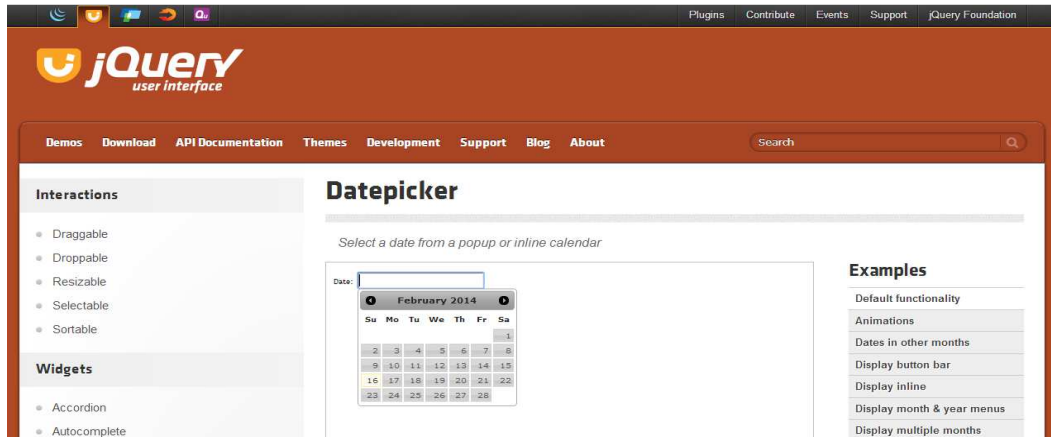 Qu
Plugins Contribute Events Support jQuery Foundation
jQuery
user interface
Demos Download API Documentation Themes Development Support Blog About Search
Interactions
Draggable
Droppable
Resizable
Selectable
Sortable
Widgets
Accordion
Autocomplete
Datepicker
Select a date from a popup or inline calendar
Date:
February 2014
Su Mo Tu We Th Fr Sa
1
2 3 4 5 6 7 8
9 10 11 12 13 14 15
16 17 18 19 20 21 22
23 24 25 26 27 28
Examples
Default functionality
Animations
Dates in other months
Display button bar
Display inline
Display month & year menus
Display multiple months